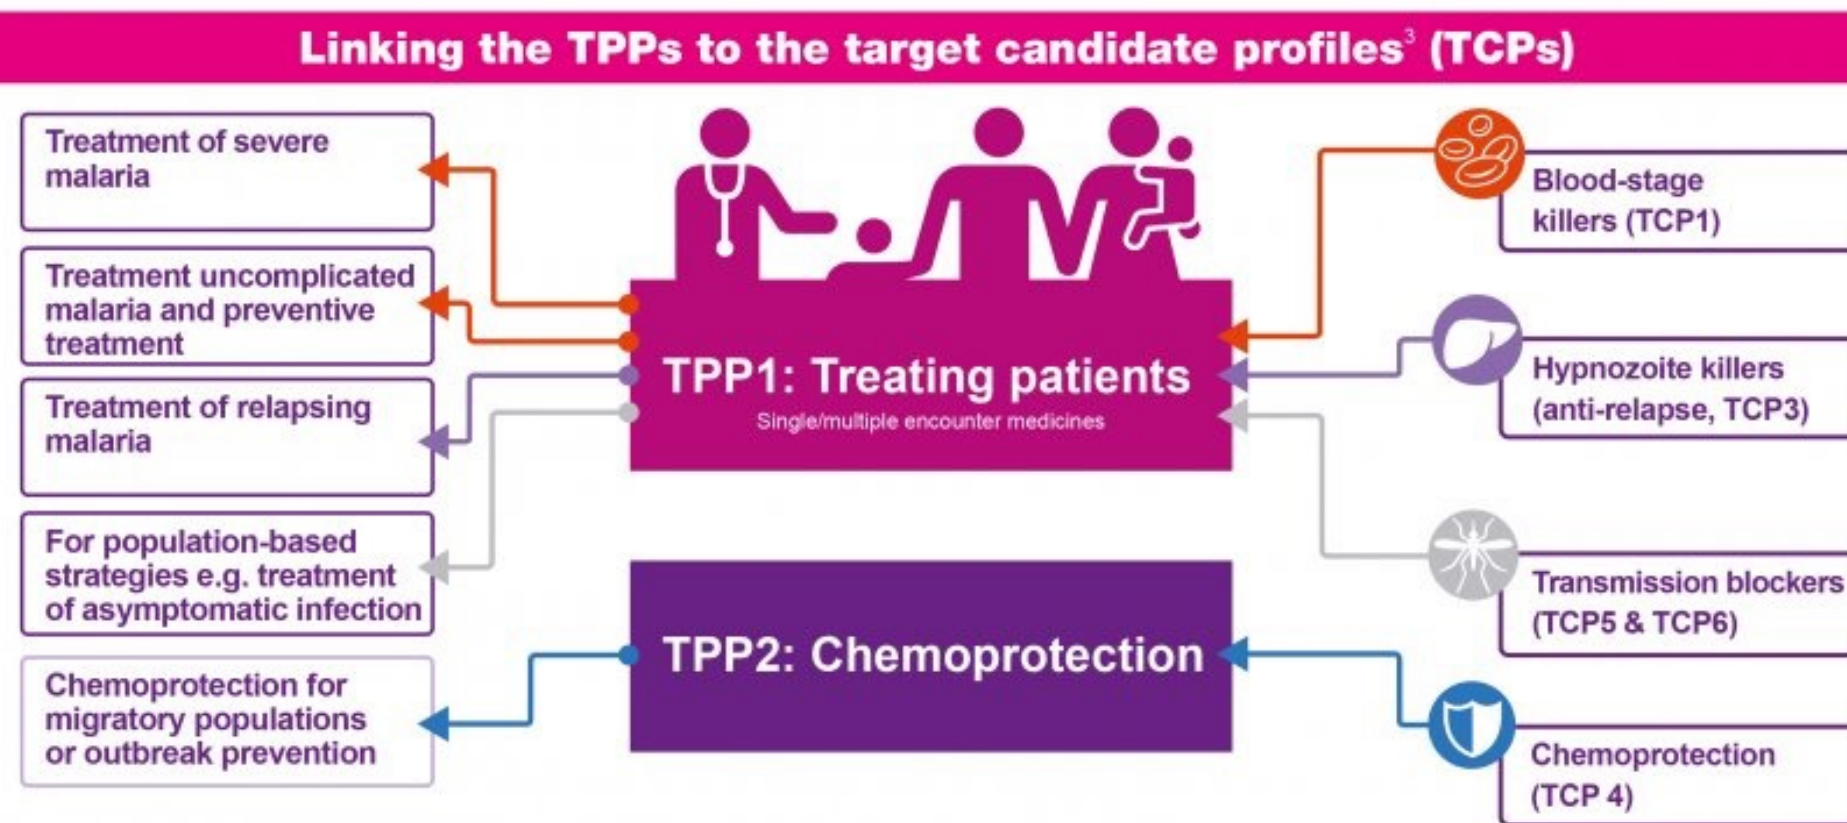 Linking the TPPs to the target candidate profiles³ (TCPs)
Treatment of severe
malaria
Treatment uncomplicated
malaria and preventive
treatment
Treatment of relapsing
malaria
For population-based
strategies e.g. treatment
of asymptomatic infection
Chemoprotection for
migratory populations
or outbreak prevention
TPP1: Treating patients
Single/multiple encounter medicines
TPP2: Chemoprotection
Blood-stage
killers (TCP1)
Hypnozoite killers
(anti-relapse, TCP3)
Transmission blockers
(TCP5 & TCP6)
Chemoprotection
(TCP 4)